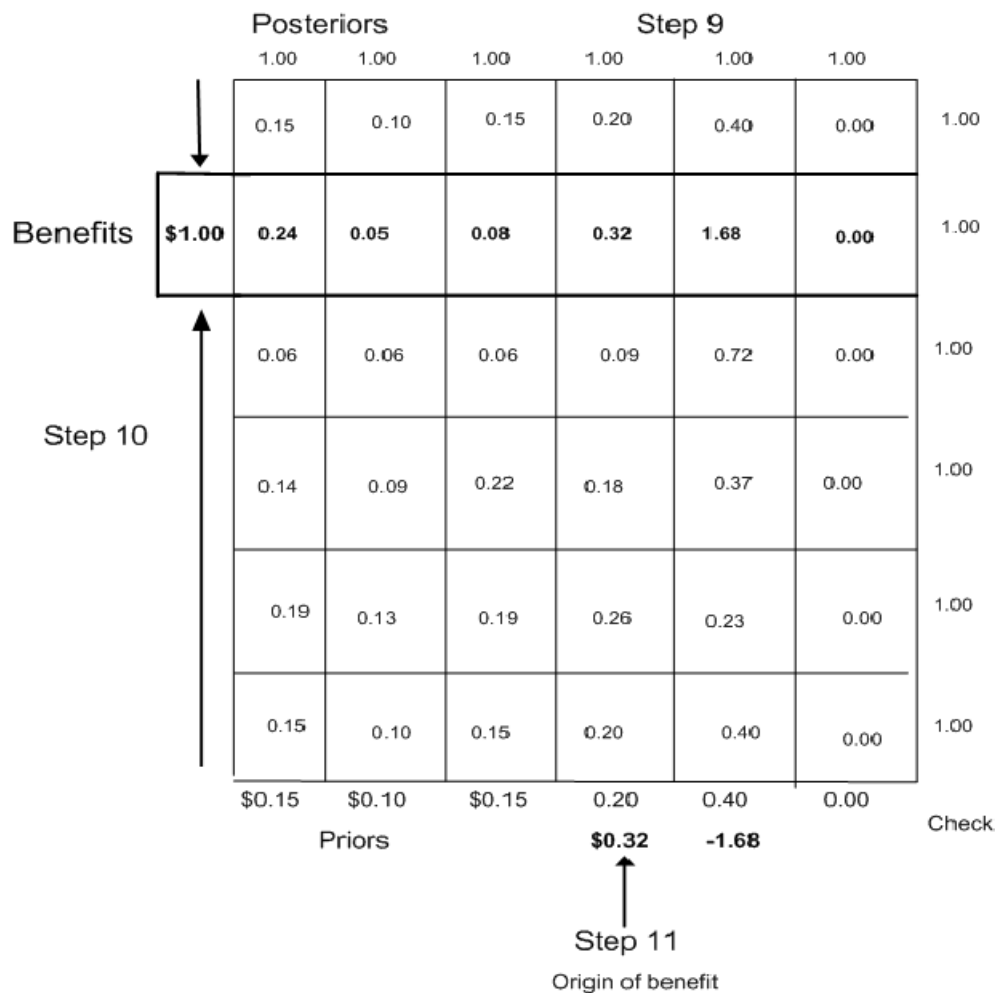 Posteriors Step 9
1.00 1.00 1.00 1.00 1.00 1.00
0.15 0.10 0.15 0.20 0.40 0.00 1.00
Benefits $1.00 0.24 0.05 0.08 0.32 1.68 0.00 1.00
0.06 0.06 0.06 0.09 0.72 0.00 1.00
Step 10
0.14 0.09 0.22 0.18 0.37 0.00 1.00
0.19 0.13 0.19 0.26 0.23 0.00 1.00
0.15 0.10 0.15 0.20 0.40 0.00 1.00
$0.15 $0.10 $0.15 0.20 0.40 0.00
Check
Priors $0.32 -1.68
Step 11
Origin of benefit